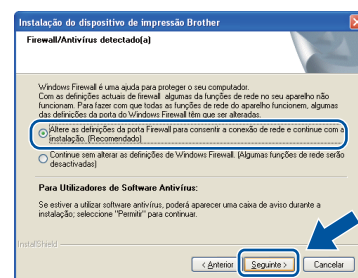 Instalação do dispositivo de impressão Brother
Firewall/Antivírus detectado(a)
Windows Firewall é uma ajuda para proteger o seu computador.
Com as definições actuais de firewall algumas da funções de rede no seu aparelho não
funcionam. Para fazer com que todas as funções de rede do aparelho funcionem, algumas
das definições da porta do Windows Firewall têm que ser alteradas.
Altere as definições da porta Firewall para consentir a conexão de rede e continue com a
instalação. (Recomendado)
Continue sem alterar as definições de Windows Firewall. (Algumas funções de rede serão
desactivadas)
Para Utilizadores de Software Antivírus:
Se estiver a utilizar software antivírus, poderá aparecer uma caixa de aviso durante a
instalação; seleccione "Permitir" para continuar.
InstallShield
< Anterior
Seguinte >
Cancelar